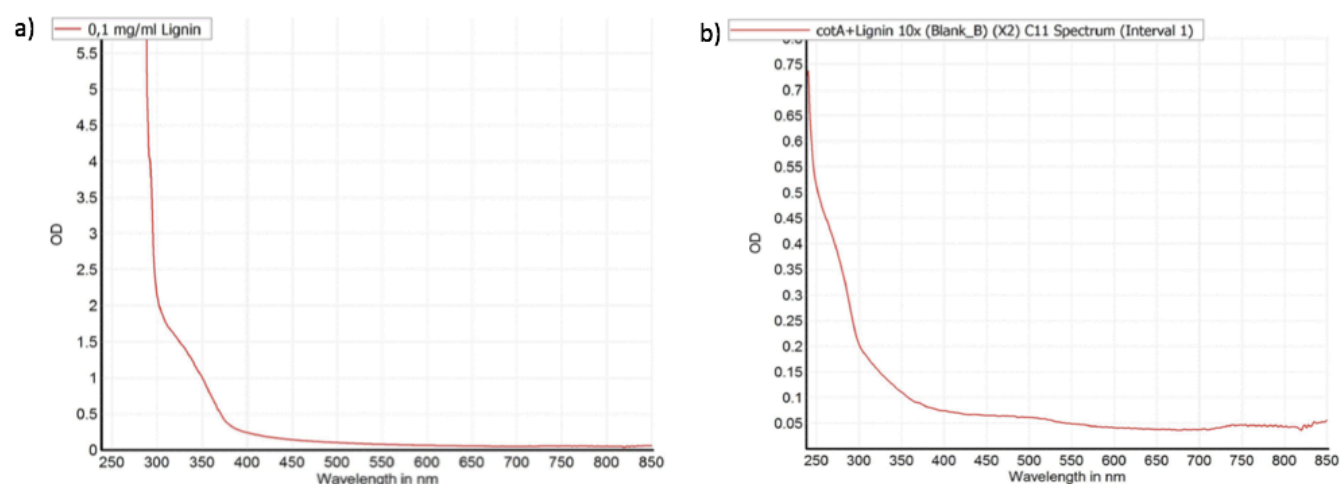 a)
0,1 mg/ml Lignin
5.5
5
4.5
4
3.5
3
2.5
2
1.5
1
0.5
0
OD
250 300 350 400 450 500 550 600 650 700 750 800 850
Wavelength in nm
b)
cotA+Lignin 10x (Blank_B) (X2) C11 Spectrum (Interval 1)
0.8
0.75
0.7
0.65
0.6
0.55
0.5
0.45
0.4
0.35
0.3
0.25
0.2
0.15
0.1
0.05
OD
250 300 350 400 450 500 550 600 650 700 750 800 850
Wavelength in nm